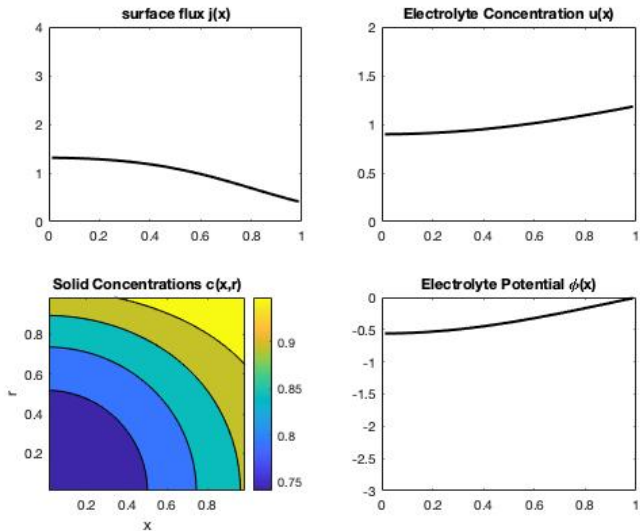 surface flux j(x)
4
3
2
1
0
0 0.2 0.4 0.6 0.8 1
Electrolyte Concentration u(x)
2
1.5
1
0.5
0
0 0.2 0.4 0.6 0.8 1
Solid Concentrations c(x,r)
0.8
0.6
0.4
0.2
r
0.2 0.4 0.6 0.8
x
0.9
0.85
0.8
0.75
Electrolyte Potential ϕ(x)
0
-0.5
-1
-1.5
-2
-2.5
-3
0 0.2 0.4 0.6 0.8 1